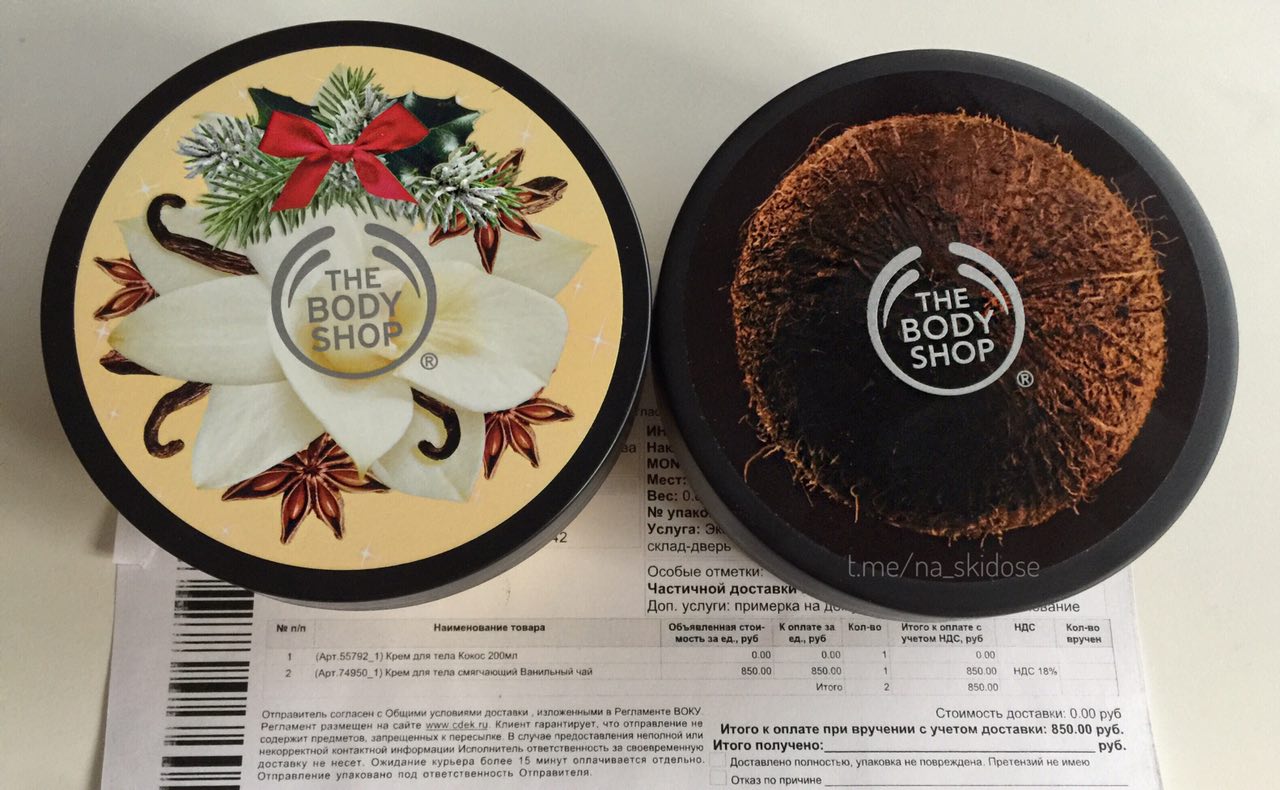 THE
BODY
SHOP
®
THE
BODY
SHOP
®
t.me/na_skidose
Мест:
Вес:
Услуга:
склад-дверь
Особые отметки:
Частичной доставки
Доп. услуги: примерка на
№ п/п Наименование товара Объявленная стои-мость за ед., руб К оплате за ед., руб Кол-во Итого к оплате с учетом НДС, руб НДС Кол-во вручен
1 (Арт.55792_1) Крем для тела Кокос 200мл 0.00 0.00 1 0.00
2 (Арт.74950_1) Крем для тела смягчающий Ванильный чай 850.00 850.00 1 850.00 НДС 18%
Итого 2 850.00
Отправитель согласен с Общими условиями доставки , изложенными в Регламенте ВОКУ.
Регламент размещен на сайте www.cdek.ru. Клиент гарантирует, что отправление не
содержит предметов, запрещенных к пересылке. В случае предоставления неполной или
некорректной контактной информации Исполнитель ответственность за своевременную
доставку не несет. Ожидание курьера более 15 минут оплачивается отдельно.
Отправление упаковано под ответственность Отправителя.
Стоимость доставки: 0.00 руб
Итого к оплате при вручении с учетом доставки: 850.00 руб.
Итого получено: руб.
Доставлено полностью, упаковка не повреждена. Претензий не имею
Отказ по причине